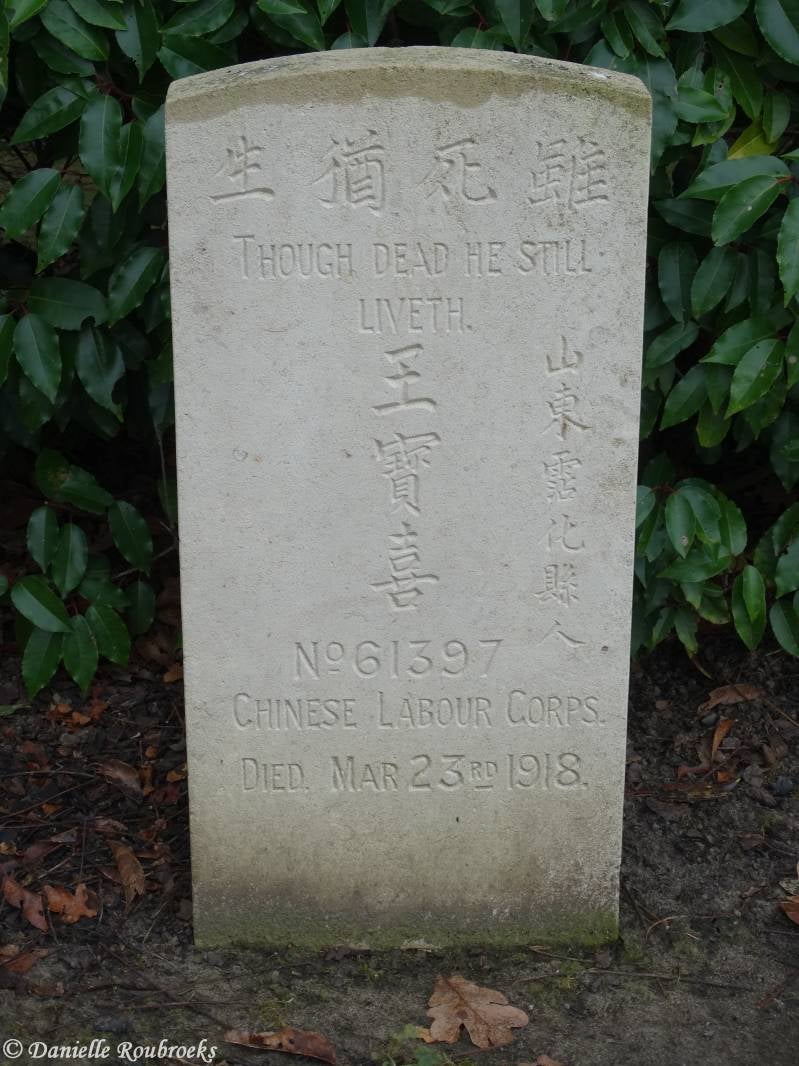 雖死猶生
Though dead he still
liveth.
山東霑化縣人
王寶喜
No 61397
Chinese Labour Corps.
Died. Mar 23rd 1918.
© Danielle Roubroeks